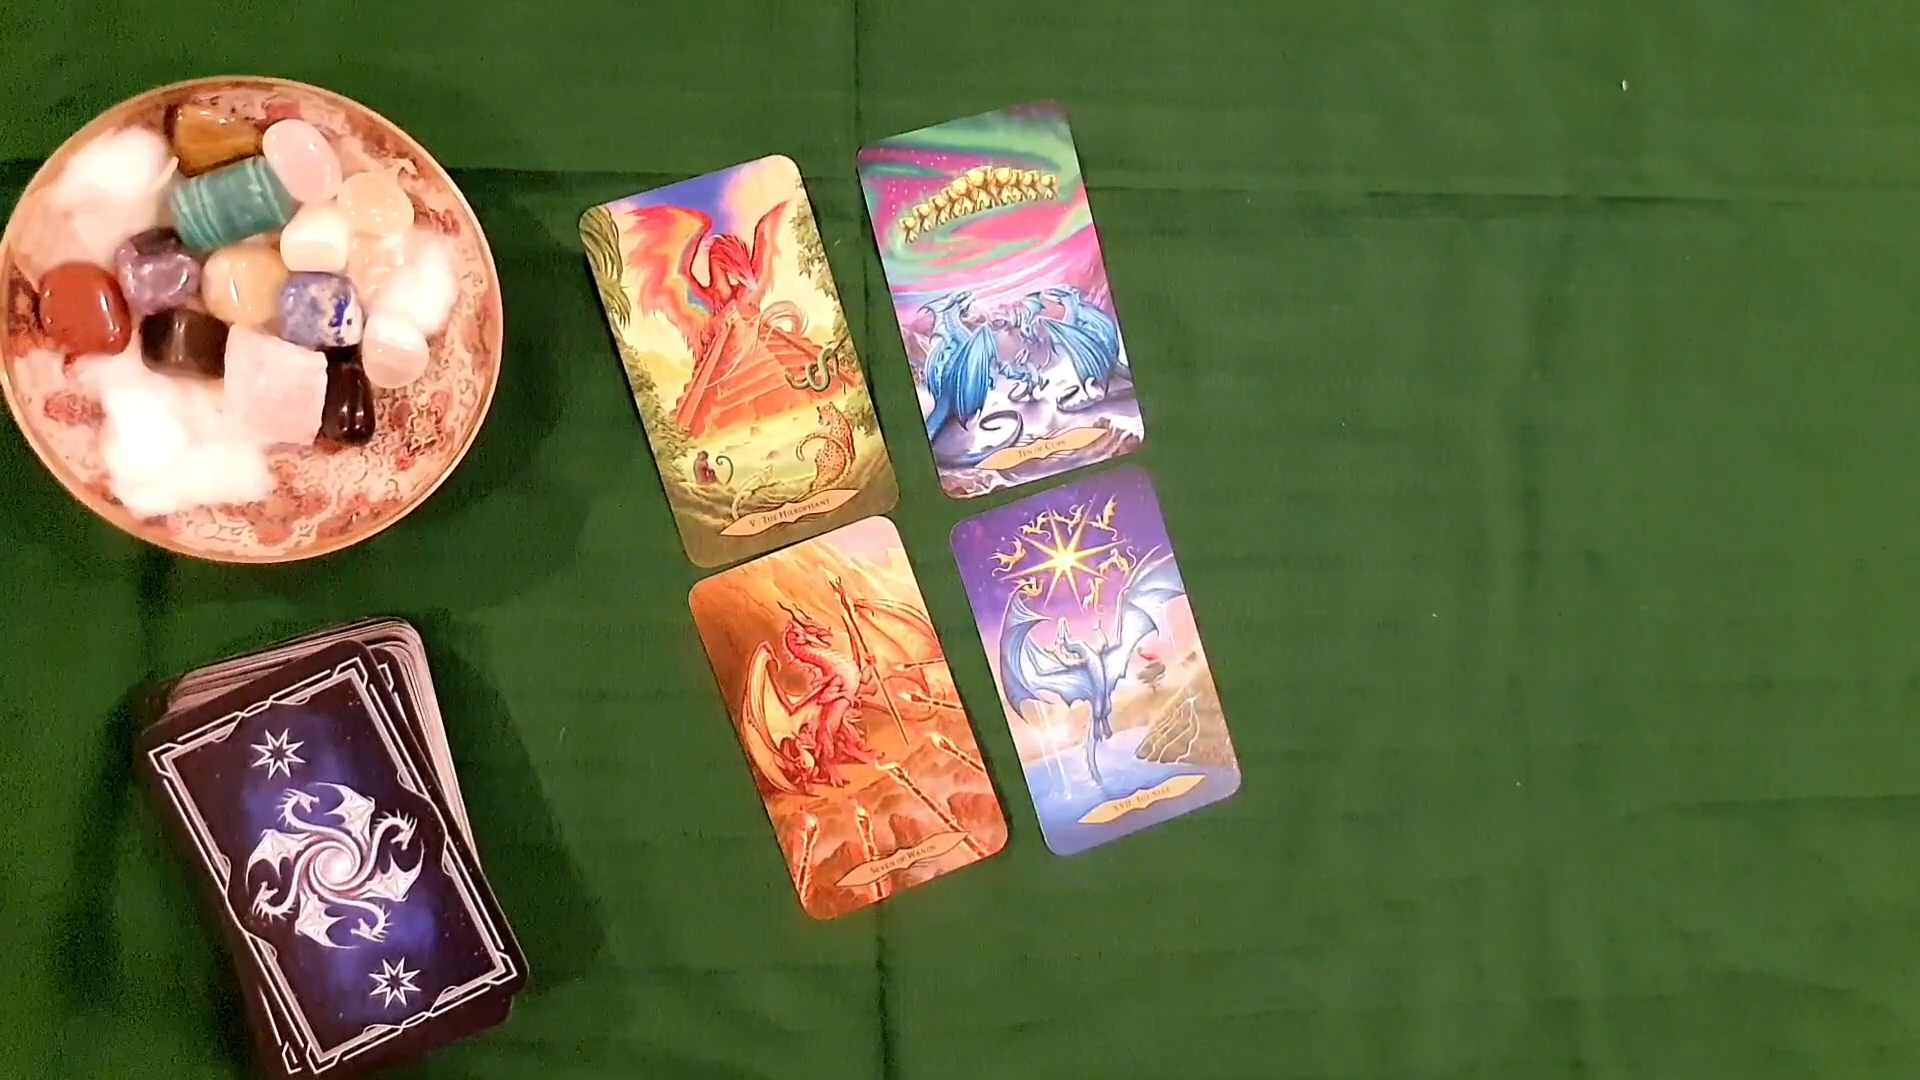 V · The Hierophant
Ten of Cups
Seven of Wands
XVII · The Star